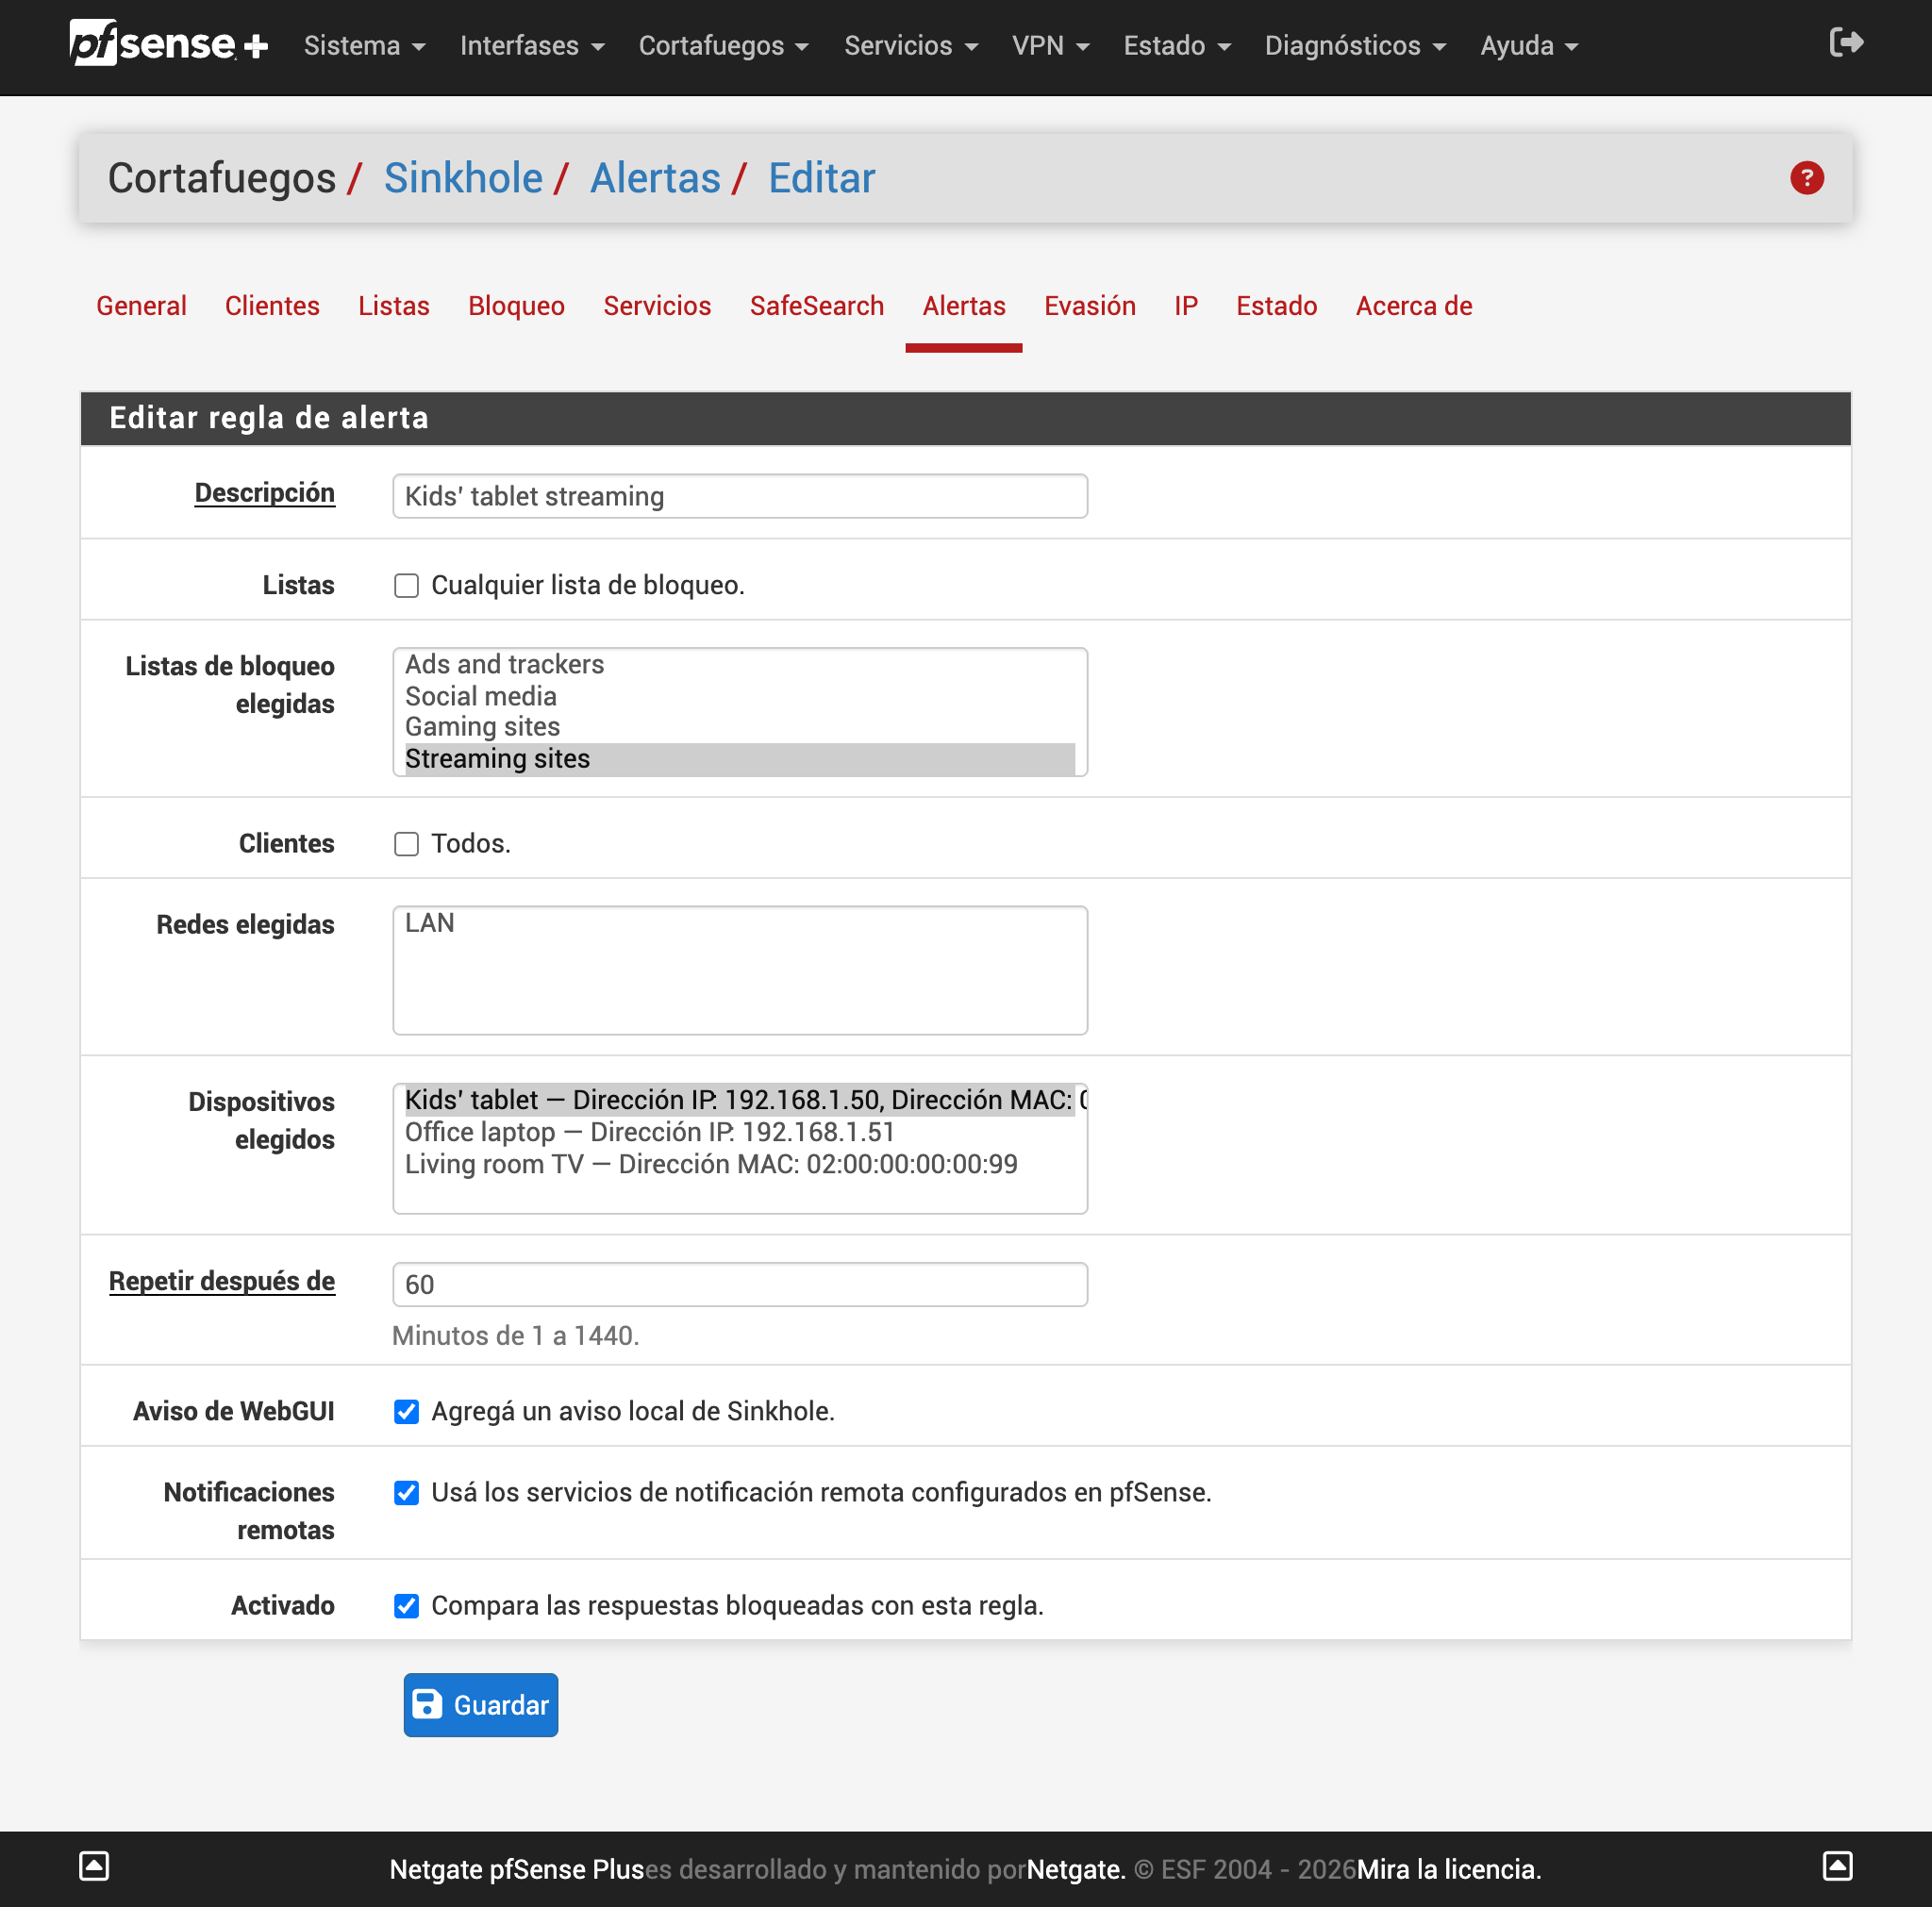 pfsense+ Sistema Interfases Cortafuegos Servicios VPN Estado Diagnósticos Ayuda
Cortafuegos / Sinkhole / Alertas / Editar
General Clientes Listas Bloqueo Servicios SafeSearch Alertas Evasión IP Estado Acerca de
Editar regla de alerta
Descripción Kids' tablet streaming
Listas Cualquier lista de bloqueo.
Listas de bloqueo elegidas
Ads and trackers
Social media
Gaming sites
Streaming sites
Clientes Todos.
Redes elegidas LAN
Dispositivos elegidos
Kids' tablet — Dirección IP: 192.168.1.50, Dirección MAC:
Office laptop — Dirección IP: 192.168.1.51
Living room TV — Dirección MAC: 02:00:00:00:00:99
Repetir después de 60
Minutos de 1 a 1440.
Aviso de WebGUI Agregá un aviso local de Sinkhole.
Notificaciones remotas Usá los servicios de notificación remota configurados en pfSense.
Activado Compara las respuestas bloqueadas con esta regla.
Guardar
Netgate pfSense Plus es desarrollado y mantenido por Netgate. © ESF 2004 - 2026 Mira la licencia.